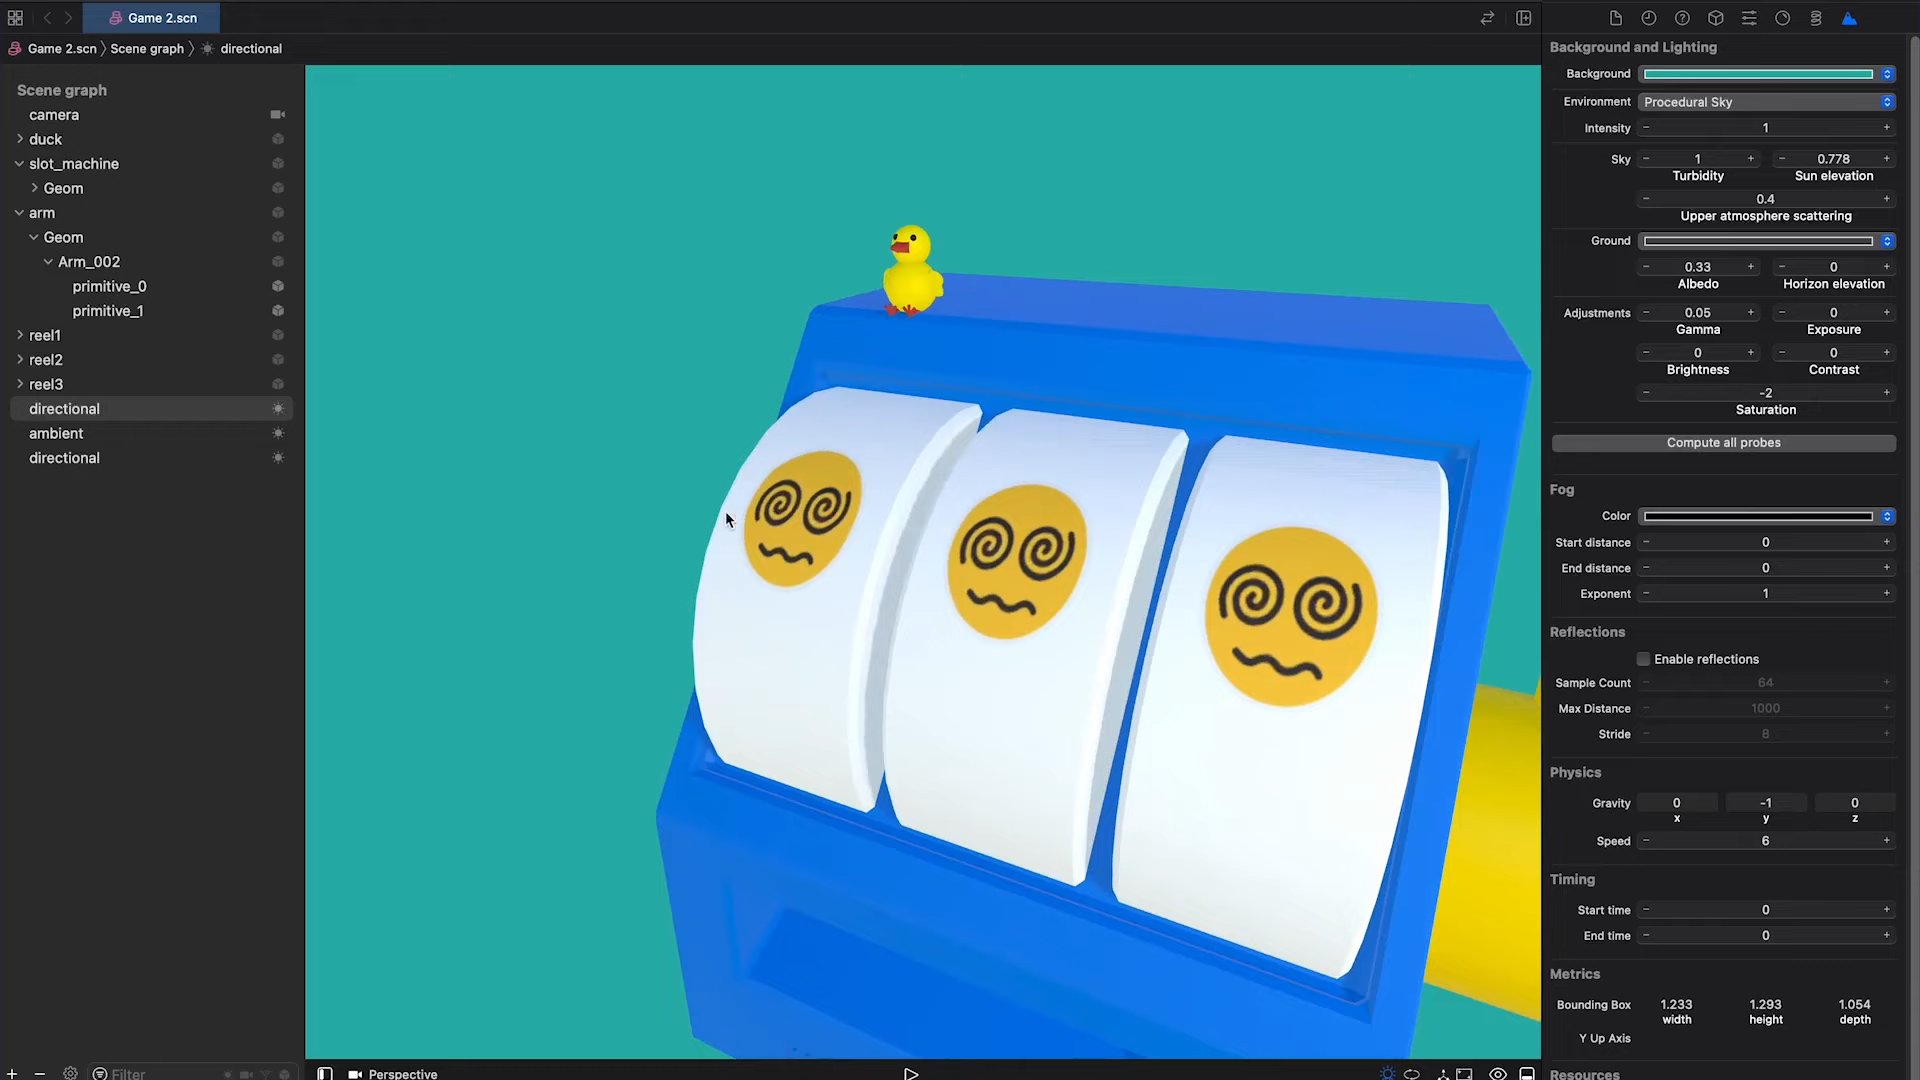 Game 2.scn
Game 2.scn 〉 Scene graph 〉 directional
Scene graph
camera
duck
slot_machine
Geom
arm
Geom
Arm_002
primitive_0
primitive_1
reel1
reel2
reel3
directional
ambient
directional
Filter
Perspective
Background and Lighting
Background
Environment Procedural Sky
Intensity − 1 +
Sky − 1 + − 0.778 +
Turbidity Sun elevation
− 0.4 +
Upper atmosphere scattering
Ground
− 0.33 + − 0 +
Albedo Horizon elevation
Adjustments − 0.05 + − 0 +
Gamma Exposure
− 0 + − 0 +
Brightness Contrast
− -2 +
Saturation
Compute all probes
Fog
Color
Start distance − 0 +
End distance − 0 +
Exponent − 1 +
Reflections
Enable reflections
Sample Count − 64 +
Max Distance − 1000 +
Stride − 8 +
Physics
Gravity 0 -1 0
x y z
Speed − 6 +
Timing
Start time − 0 +
End time − 0 +
Metrics
Bounding Box 1.233 1.293 1.054
width height depth
Y Up Axis
Resources